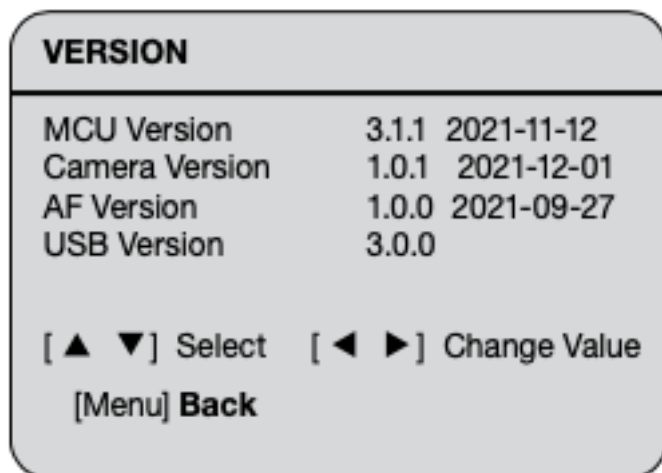 VERSION
MCU Version 3.1.1 2021-11-12
Camera Version 1.0.1 2021-12-01
AF Version 1.0.0 2021-09-27
USB Version 3.0.0
[ ▲ ▼] Select [ ◀ ▶] Change Value
[Menu] Back